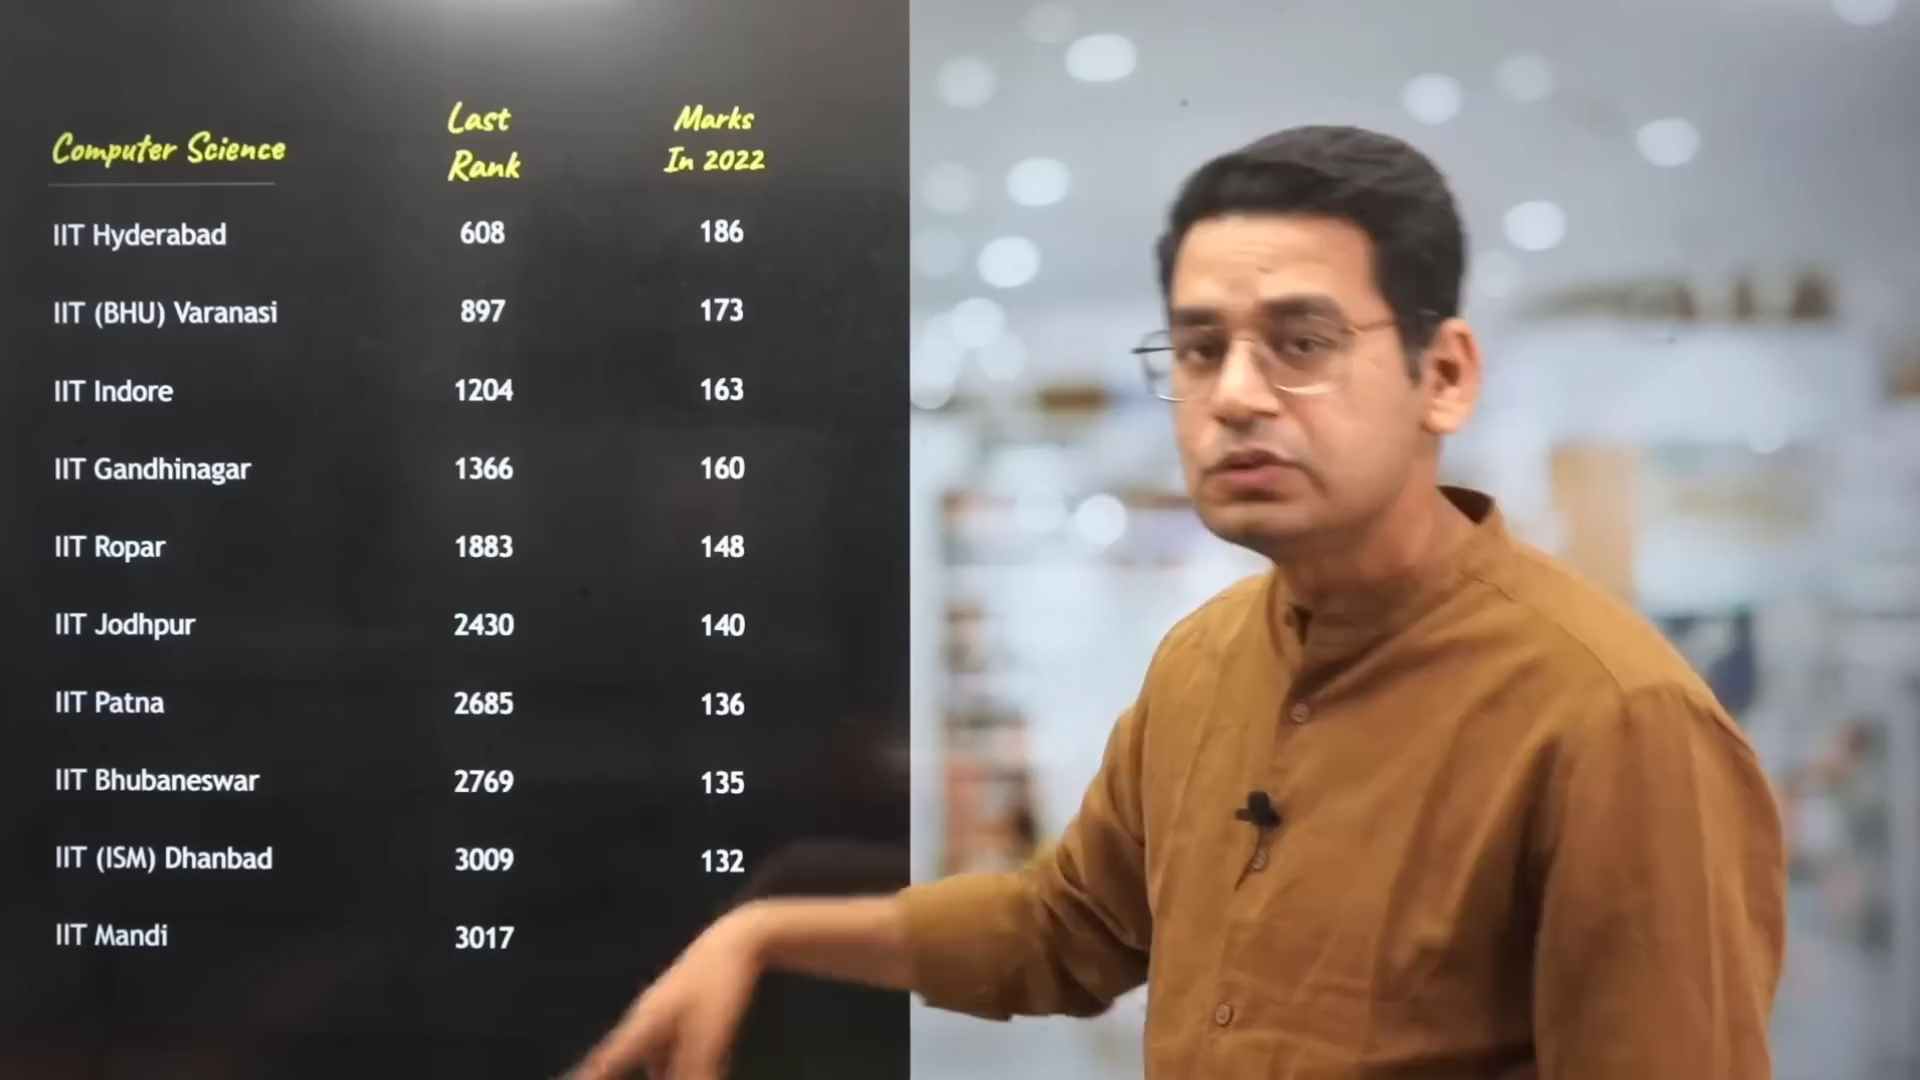 Computer Science Last Rank Marks In 2022
IIT Hyderabad 608 186
IIT (BHU) Varanasi 897 173
IIT Indore 1204 163
IIT Gandhinagar 1366 160
IIT Ropar 1883 148
IIT Jodhpur 2430 140
IIT Patna 2685 136
IIT Bhubaneswar 2769 135
IIT (ISM) Dhanbad 3009 132
IIT Mandi 3017